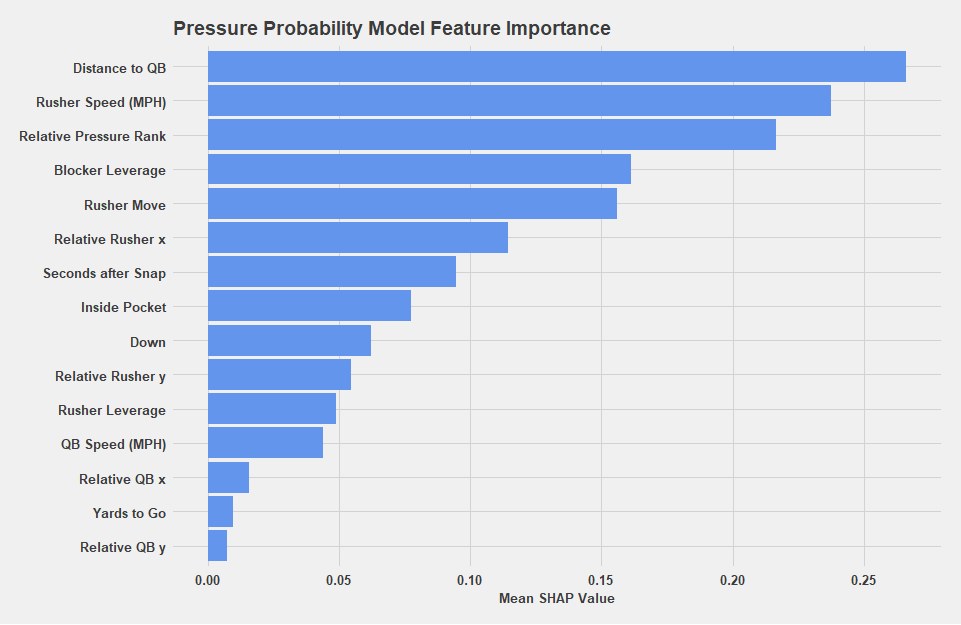 Pressure Probability Model Feature Importance
Distance to QB
Rusher Speed (MPH)
Relative Pressure Rank
Blocker Leverage
Rusher Move
Relative Rusher x
Seconds after Snap
Inside Pocket
Down
Relative Rusher y
Rusher Leverage
QB Speed (MPH)
Relative QB x
Yards to Go
Relative QB y
0.00 0.05 0.10 0.15 0.20 0.25
Mean SHAP Value